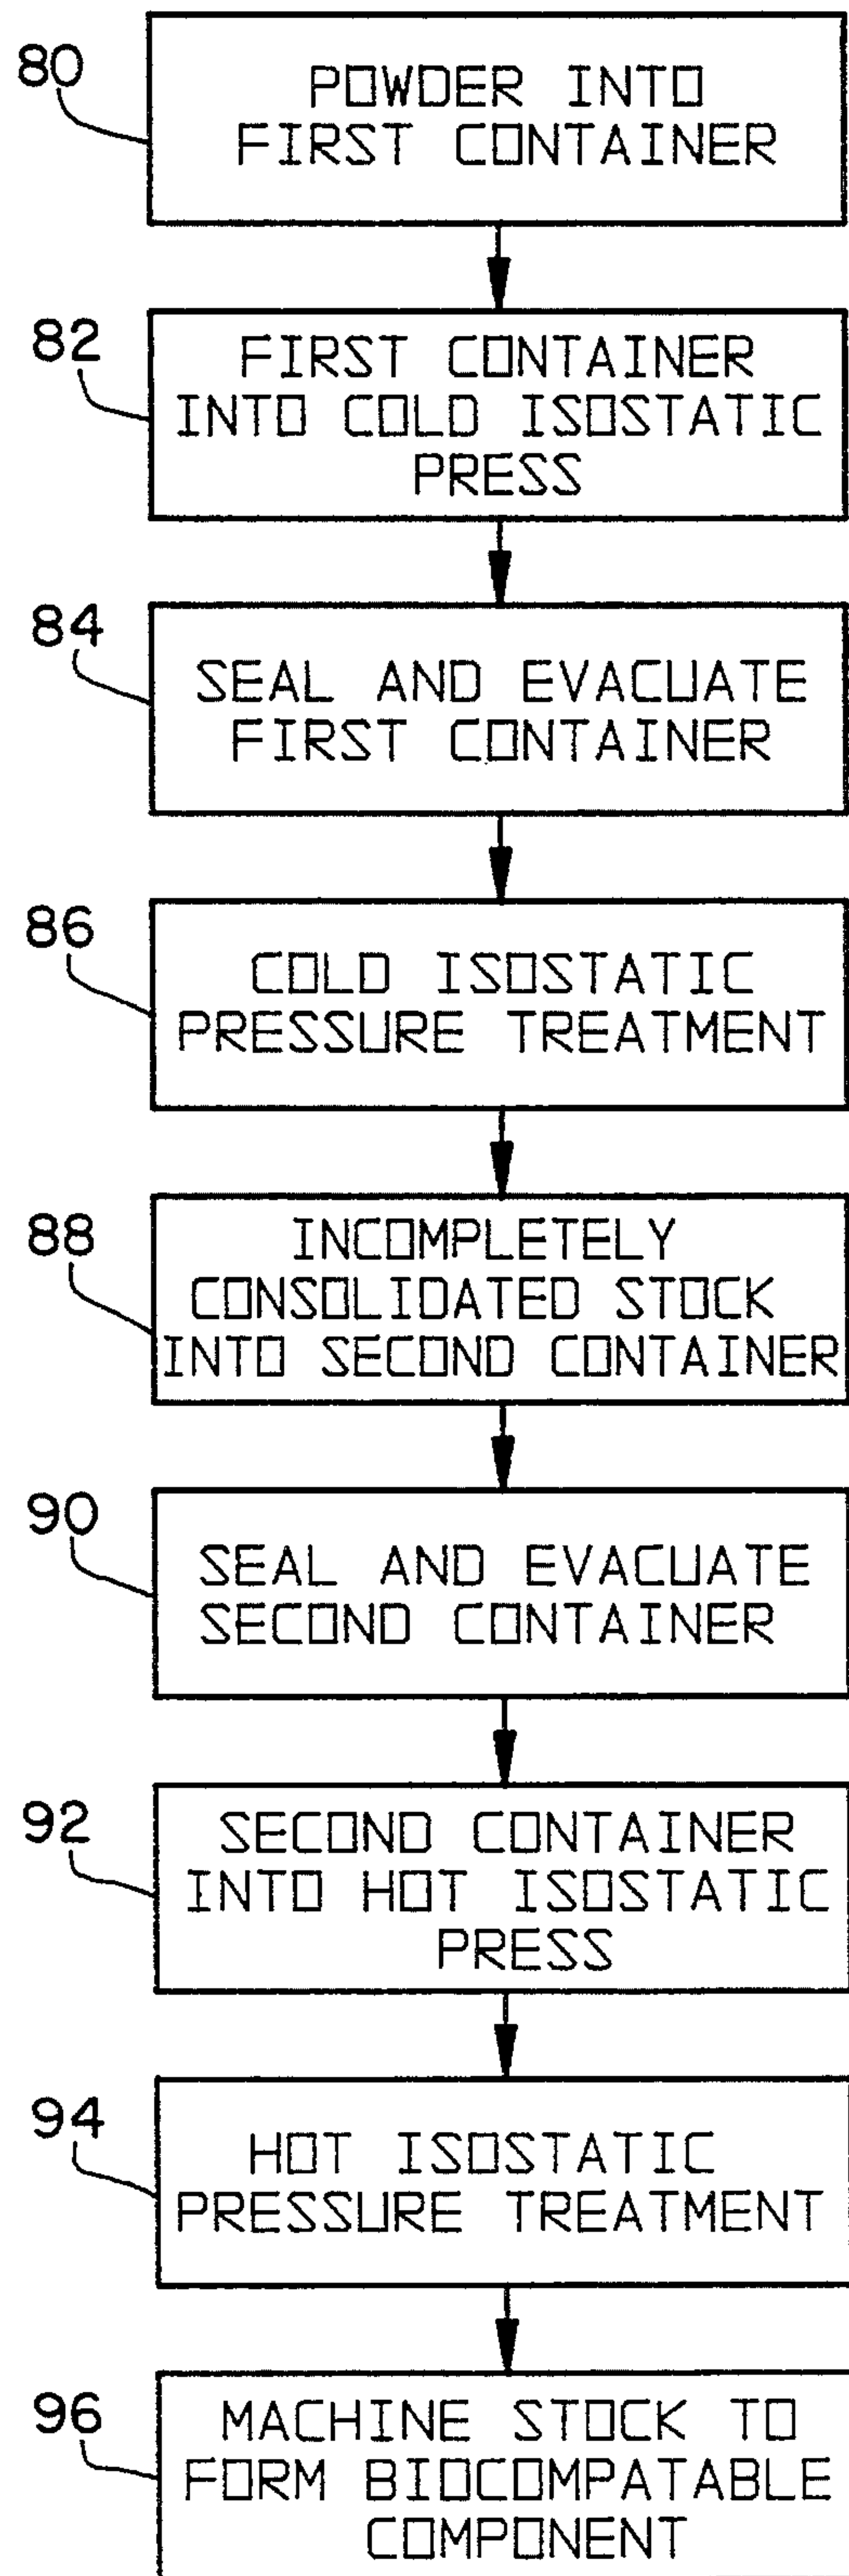 80
POWDER INTO
FIRST CONTAINER
82
FIRST CONTAINER
INTO COLD ISOSTATIC
PRESS
84
SEAL AND EVACUATE
FIRST CONTAINER
86
COLD ISOSTATIC
PRESSURE TREATMENT
88
INCOMPLETELY
CONSOLIDATED STOCK
INTO SECOND CONTAINER
90
SEAL AND EVACUATE
SECOND CONTAINER
92
SECOND CONTAINER
INTO HOT ISOSTATIC
PRESS
94
HOT ISOSTATIC
PRESSURE TREATMENT
96
MACHINE STOCK TO
FORM BIOCOMPATABLE
COMPONENT